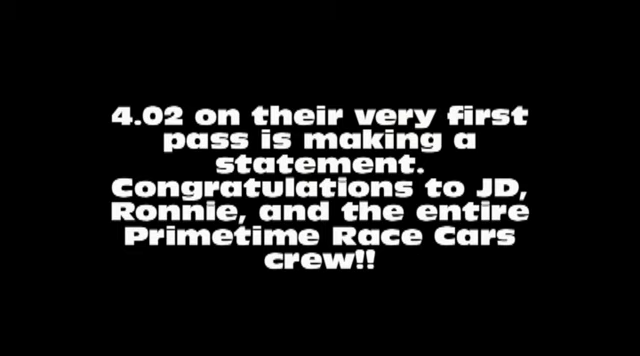 4.02 on their very first
pass is making a
statement.
Congratulations to JD,
Ronnie, and the entire
Primetime Race Cars
crew!!